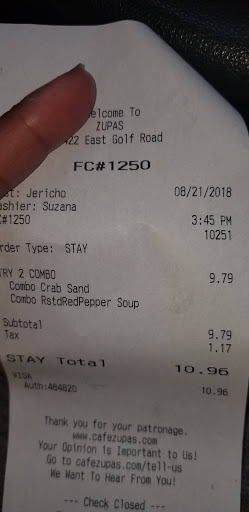 elcome To
ZUPAS
422 East Golf Road
FC#1250
st: Jericho 08/21/2018
ashier: Suzana
C#1250 3:45 PM
10251
rder Type: STAY
TRY 2 COMBO 9.79
Combo Crab Sand
Combo RstdRedPepper Soup
Subtotal 9.79
Tax 1.17
STAY Total 10.96
VISA 10.96
Auth:484820
Thank you for your patronage.
www.cafezupas.com
Your Opinion is Important to Us!
Go to cafezupas.com/tell-us
We Want To Hear From You!
--- Check Closed ---